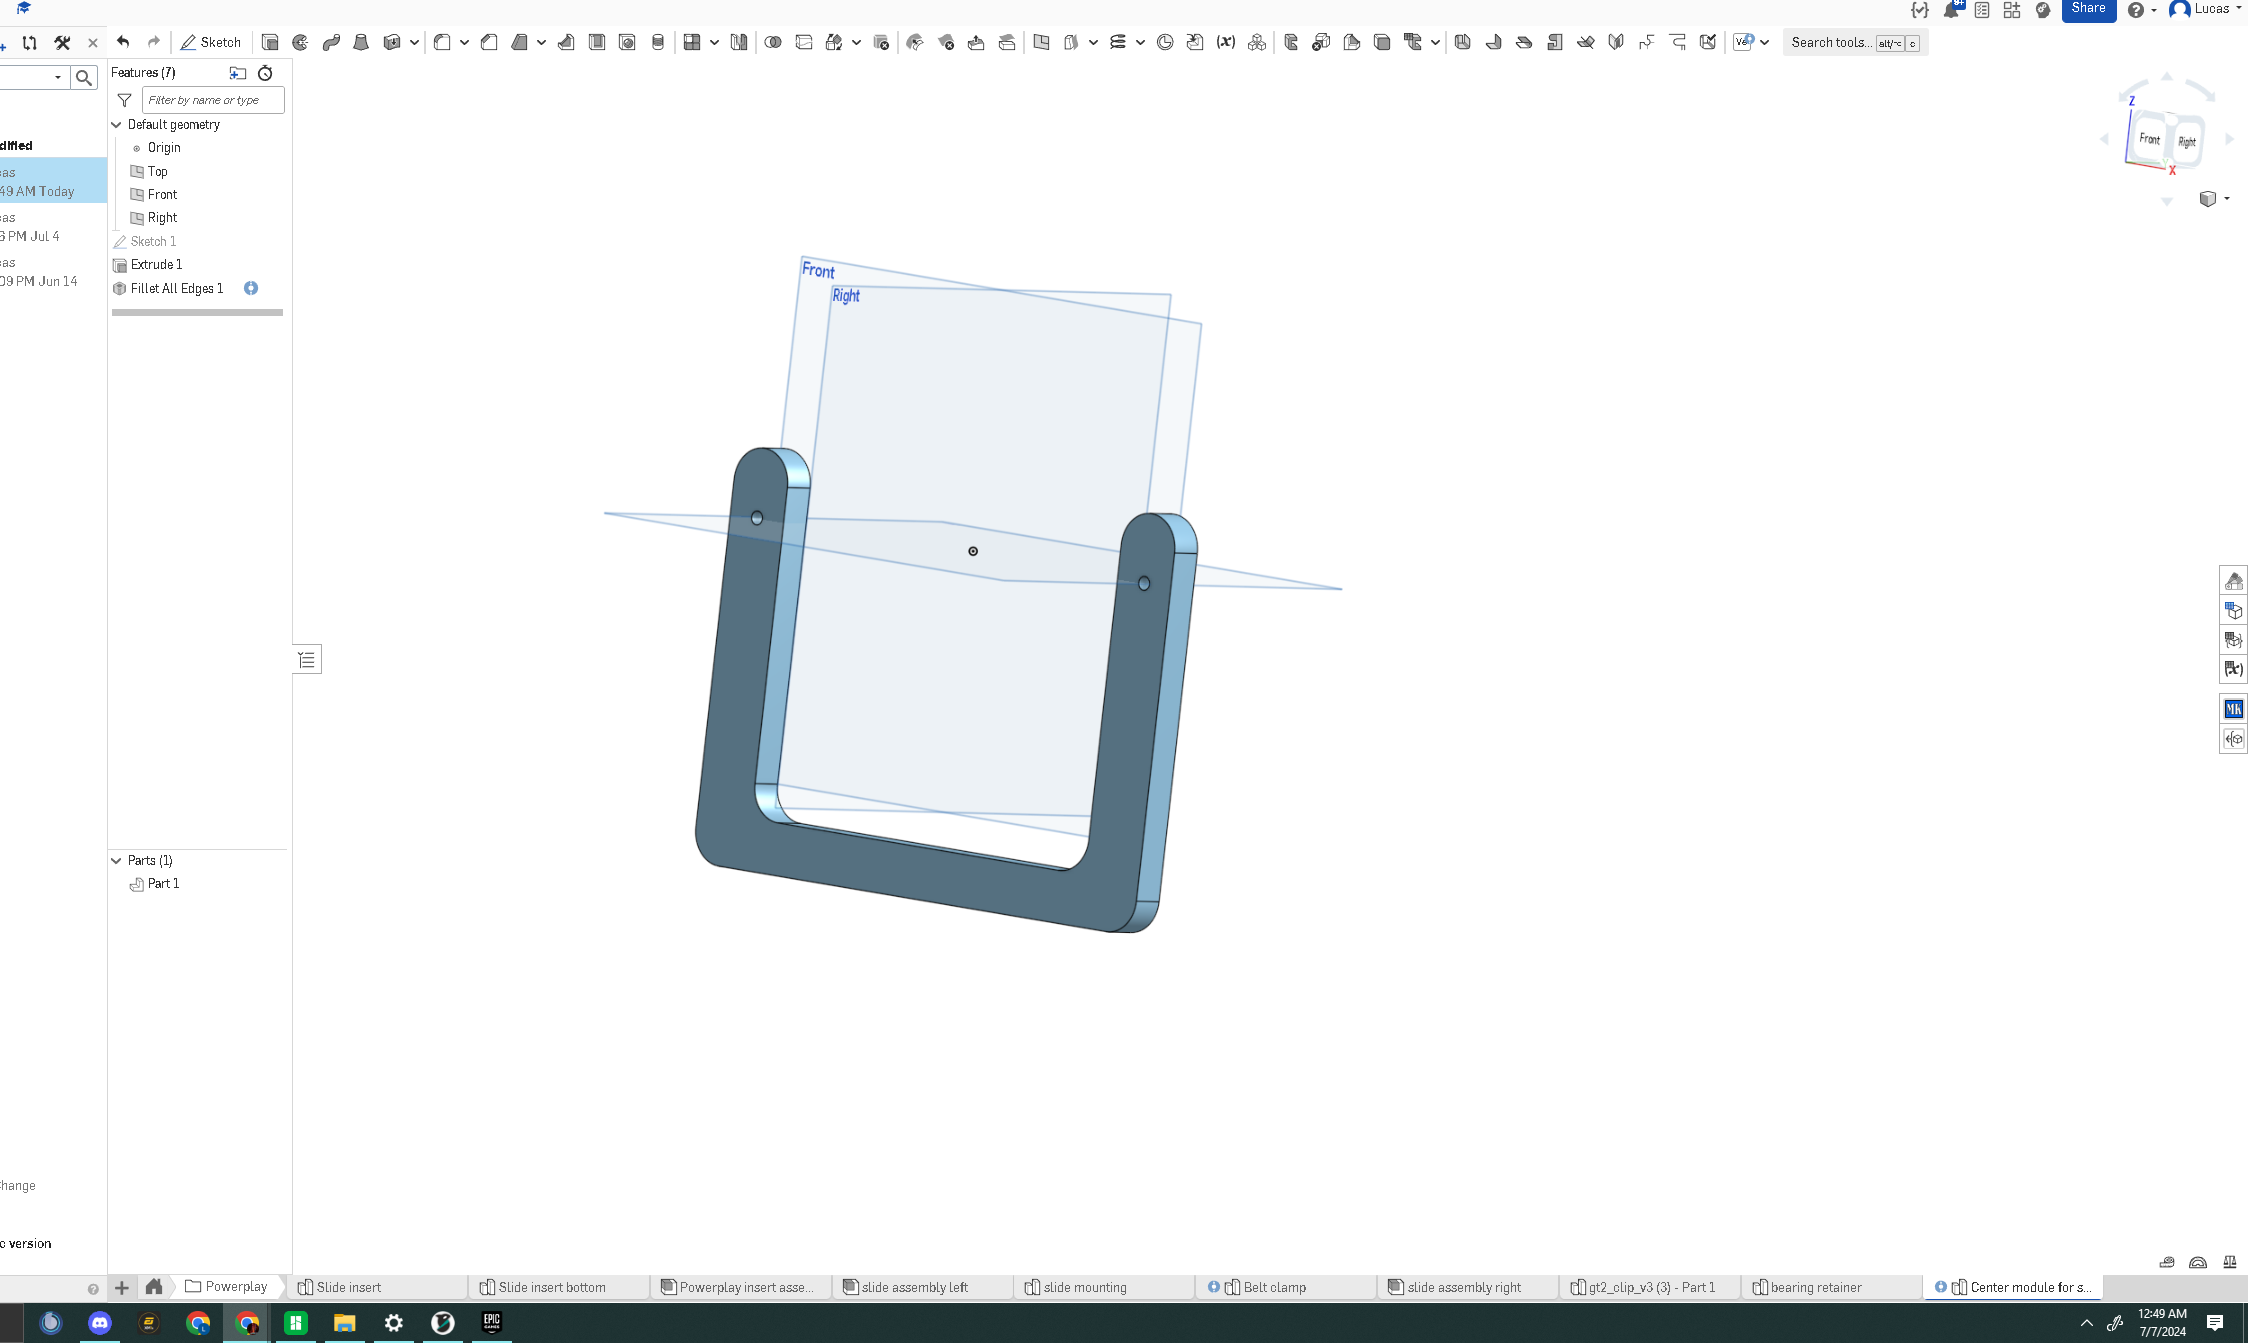 Share
Lucas
Sketch
Search tools...
alt/⌥
c
Features (7)
Filter by name or type
Default geometry
Origin
Top
Front
Right
Sketch 1
Extrude 1
Fillet All Edges 1
dified
as
49 AM Today
as
PM Jul 4
as
09 PM Jun 14
Front
Right
Z
Front
Right
X
MK
Parts (1)
Part 1
hange
c version
Powerplay
Slide insert
Slide insert bottom
Powerplay insert asse...
slide assembly left
slide mounting
Belt clamp
slide assembly right
gt2_clip_v3 (3) - Part 1
bearing retainer
Center module for s...
EPIC
GAMES
12:49 AM
7/7/2024